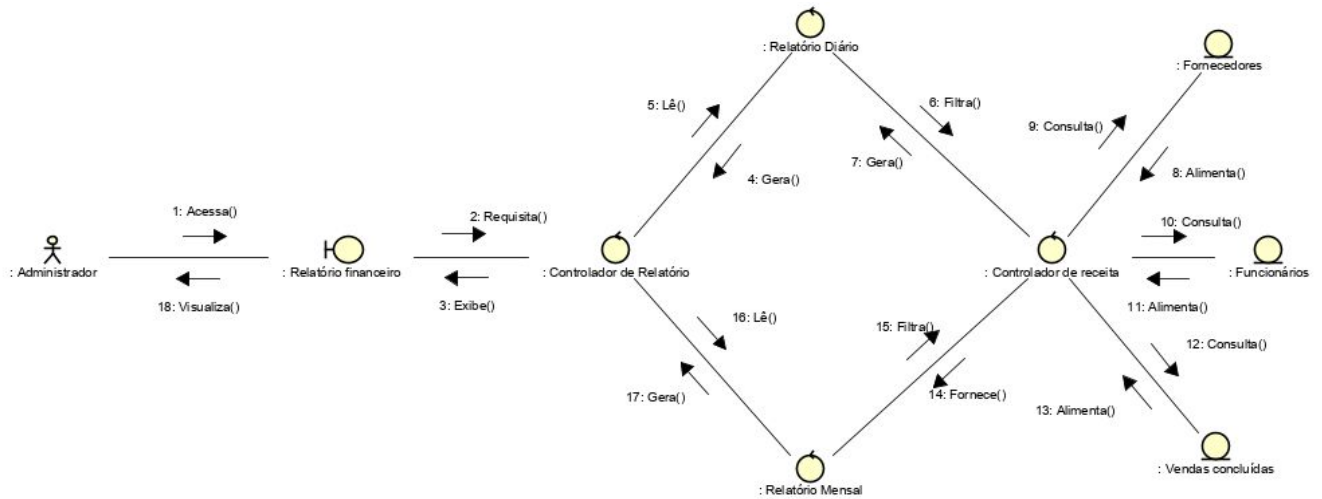 : Relatório Diário
: Fornecedores
5: Lê()
6: Filtra()
9: Consulta()
4: Gera()
7: Gera()
8: Alimenta()
1: Acessa()
2: Requisita()
10: Consulta()
: Administrador
: Relatório financeiro
: Controlador de Relatório
: Controlador de receita
: Funcionários
18: Visualiza()
3: Exibe()
11: Alimenta()
16: Lê()
15: Filtra()
12: Consulta()
17: Gera()
14: Fornece()
13: Alimenta()
: Vendas concluídas
: Relatório Mensal